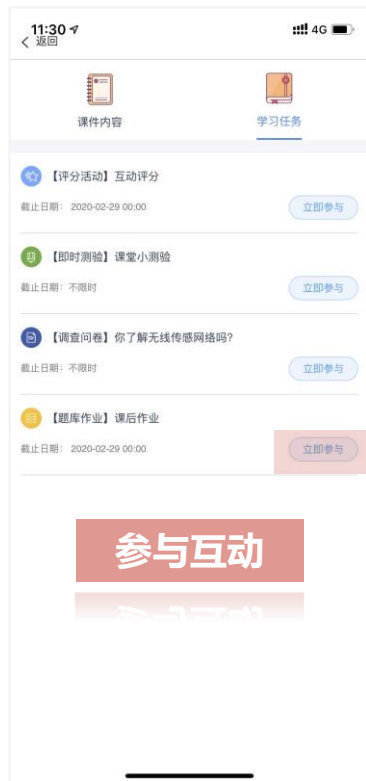 11:30
4G
返回
课件内容
学习任务
【评分活动】互动评分
截止日期： 2020-02-29 00:00
立即参与
【即时测验】课堂小测验
截止日期： 不限时
立即参与
【调查问卷】你了解无线传感网络吗?
截止日期： 不限时
立即参与
【题库作业】课后作业
截止日期： 2020-02-29 00:00
立即参与
参与互动